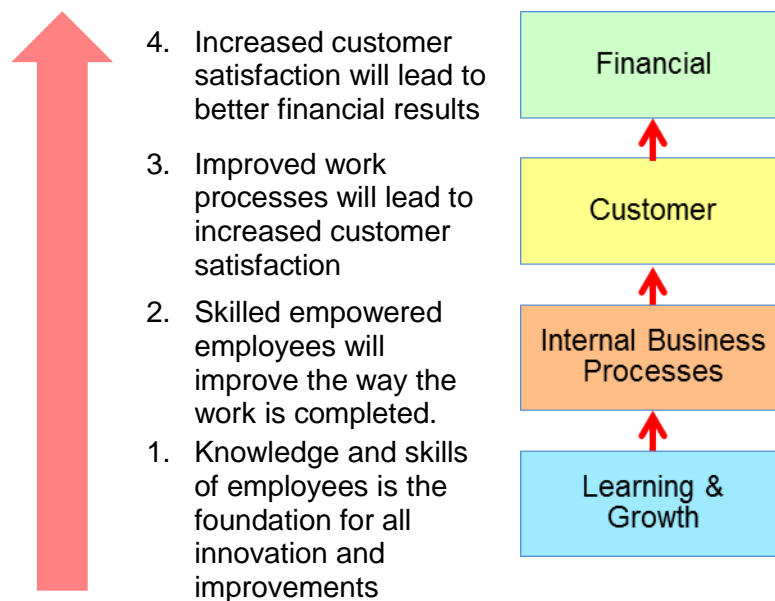 4. Increased customer
satisfaction will lead to
better financial results
Financial
3. Improved work
processes will lead to
increased customer
satisfaction
Customer
2. Skilled empowered
employees will
improve the way the
work is completed.
Internal Business
Processes
1. Knowledge and skills
of employees is the
foundation for all
innovation and
improvements
Learning &
Growth